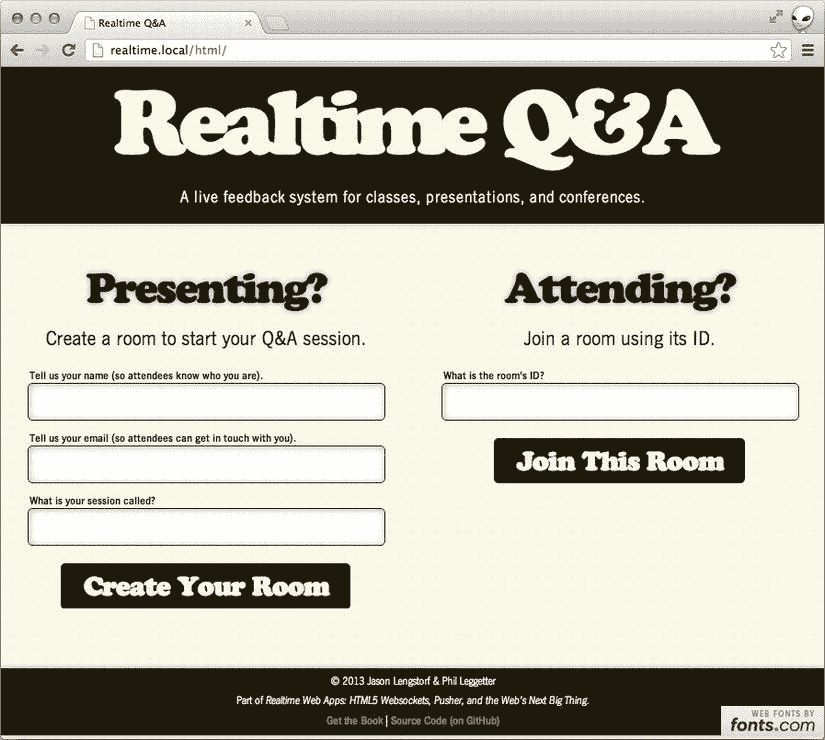 Realtime Q&A
realtime.local/html/
Realtime Q&A
A live feedback system for classes, presentations, and conferences.
Presenting?
Create a room to start your Q&A session.
Tell us your name (so attendees know who you are).
Tell us your email (so attendees can get in touch with you).
What is your session called?
Create Your Room
Attending?
Join a room using its ID.
What is the room's ID?
Join This Room
© 2013 Jason Lengstorf & Phil Leggetter
Part of Realtime Web Apps: HTML5 Websockets, Pusher, and the Web's Next Big Thing.
Get the Book | Source Code (on GitHub)
WEB FONTS BY
fonts.com